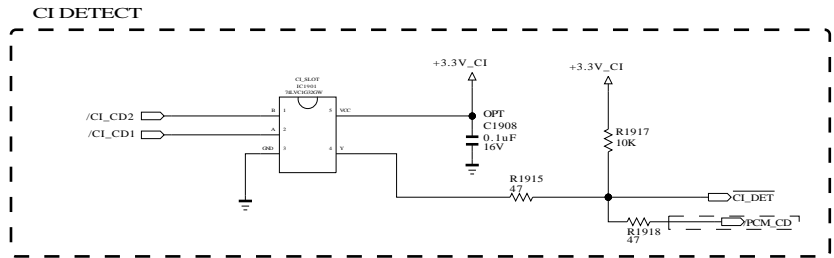 CI DETECT
+3.3V_CI
+3.3V_CI
CI_SLOT
IC1901
74LVC1G32GW
/CI_CD2
B
1
5
VCC
OPT
C1908
0.1uF
16V
/CI_CD1
A
2
R1917
10K
GND
3
4
Y
R1915
47
CI_DET
/PCM_CD
R1918
47